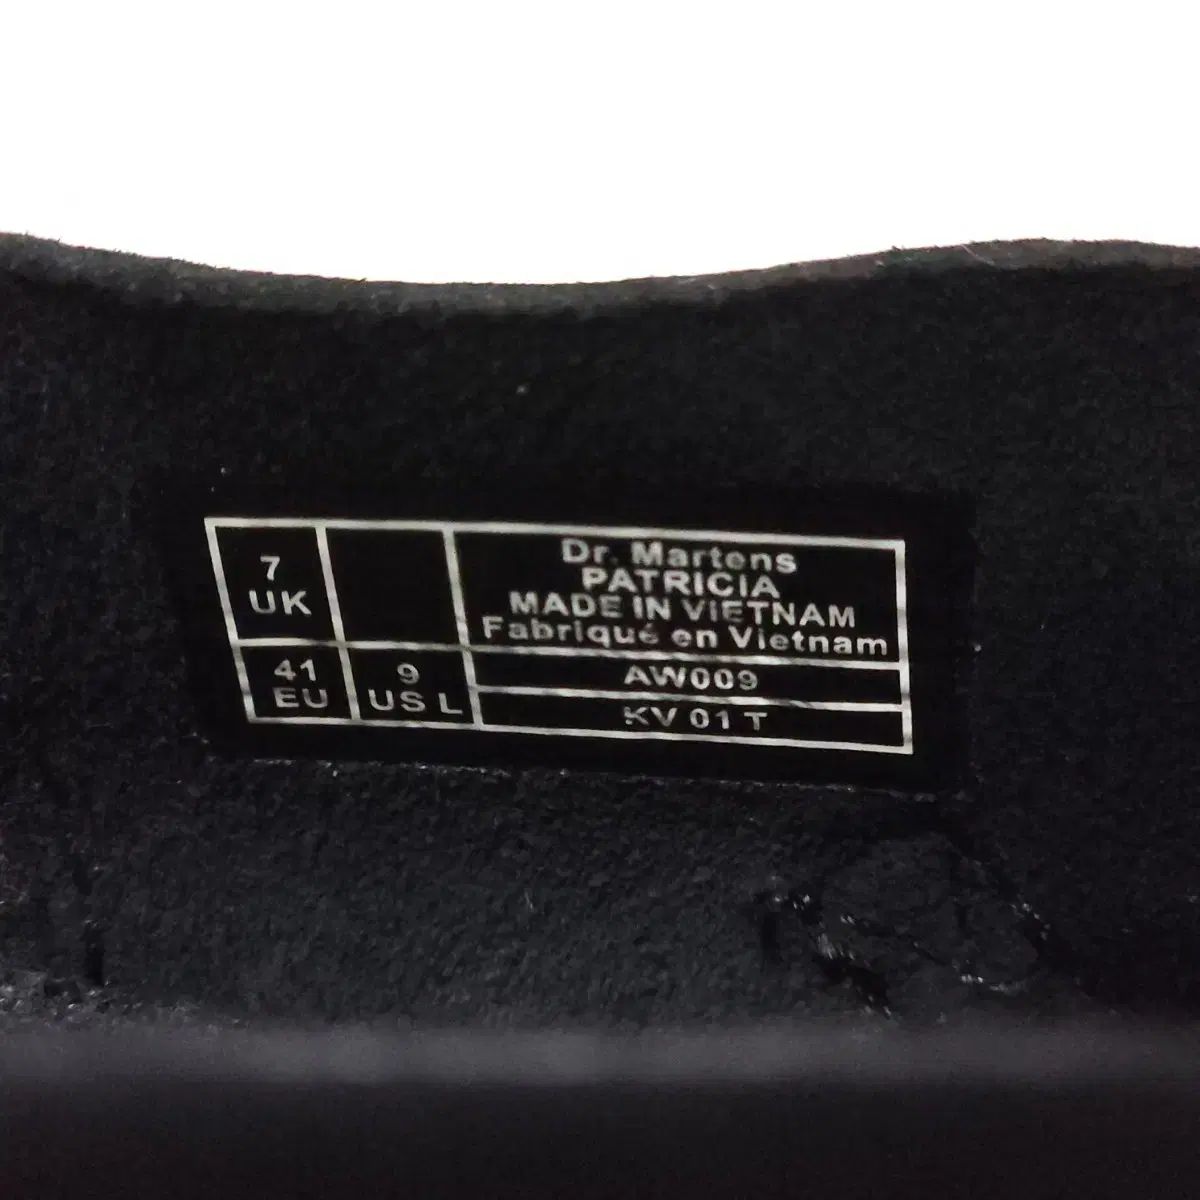 7
UK
Dr. Martens
PATRICIA
MADE IN VIETNAM
Fabriqué en Vietnam
41
EU
9
US L
AW009
KV 01 T